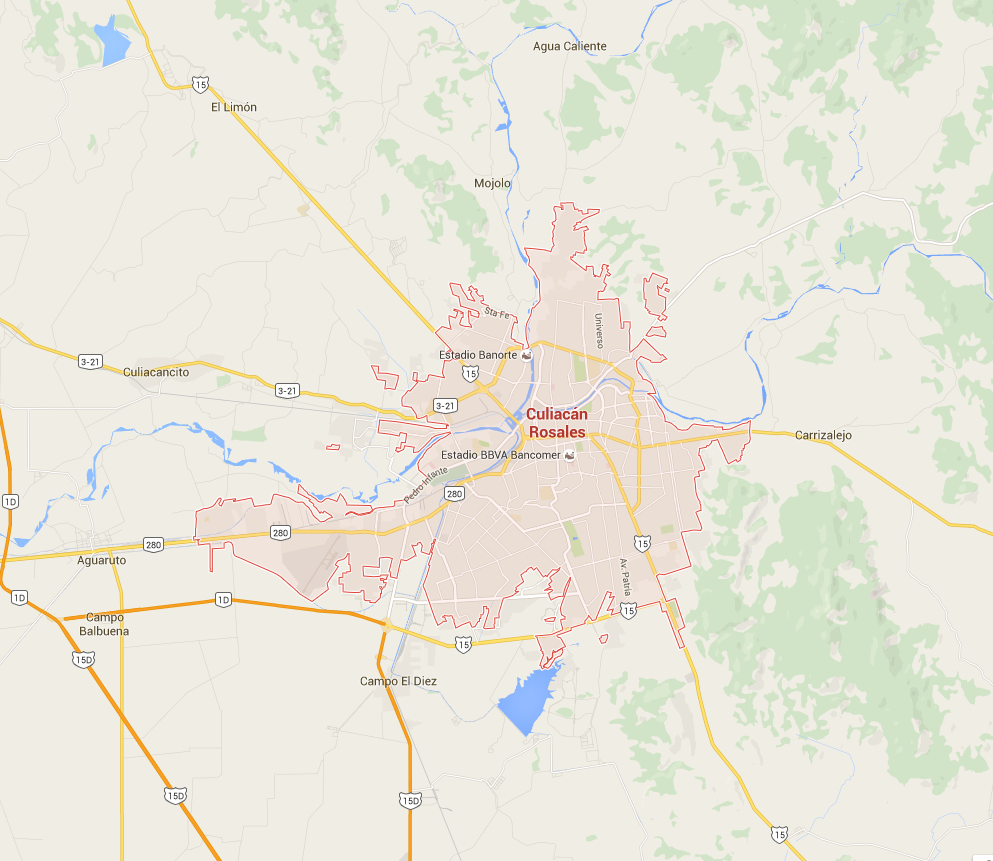 Agua Caliente
15
El Limón
Mojolo
Sta Fe
Universo
3-21
Estadio Banorte
Culiacancito
15
3-21
3-21
Culiacán
Rosales
Carrizalejo
Estadio BBVA Bancomer
Pedro Infante
280
1D
280
280
15
Aguaruto
Av. Patria
1D
1D
15
Campo
Balbuena
15
15D
Campo El Diez
15D
15D
15